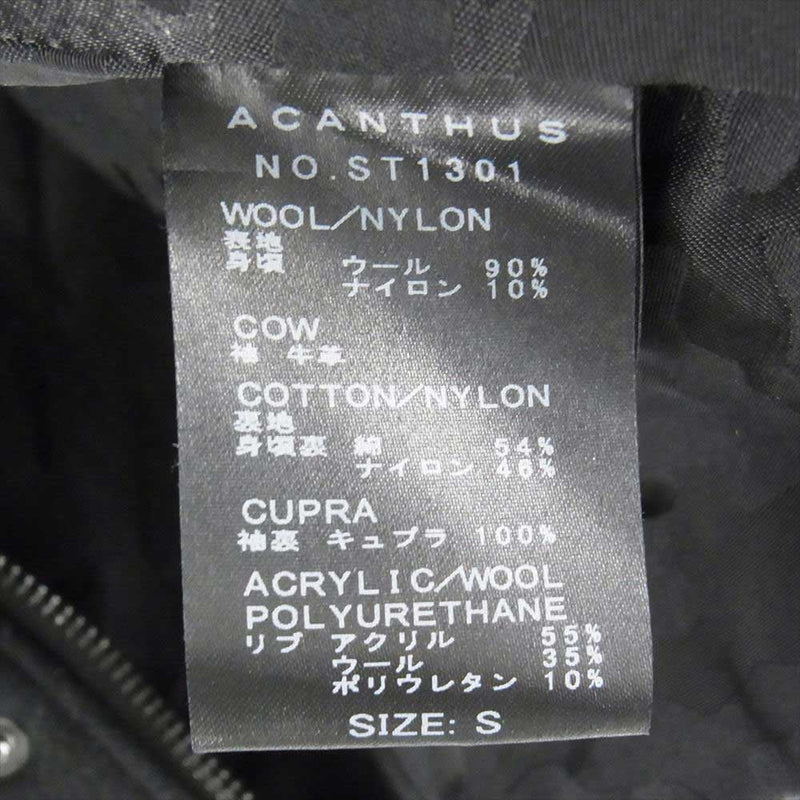 ACANTHUS
NO.ST1301
WOOL/NYLON
表地
身頃 ウール 90%
ナイロン 10%
COW
袖 牛革
COTTON/NYLON
裏地
身頃裏 綿 54%
ナイロン 46%
CUPRA
袖裏 キュプラ 100%
ACRYLIC/WOOL
POLYURETHANE
リブ アクリル 55%
ウール 35%
ポリウレタン 10%
SIZE: S